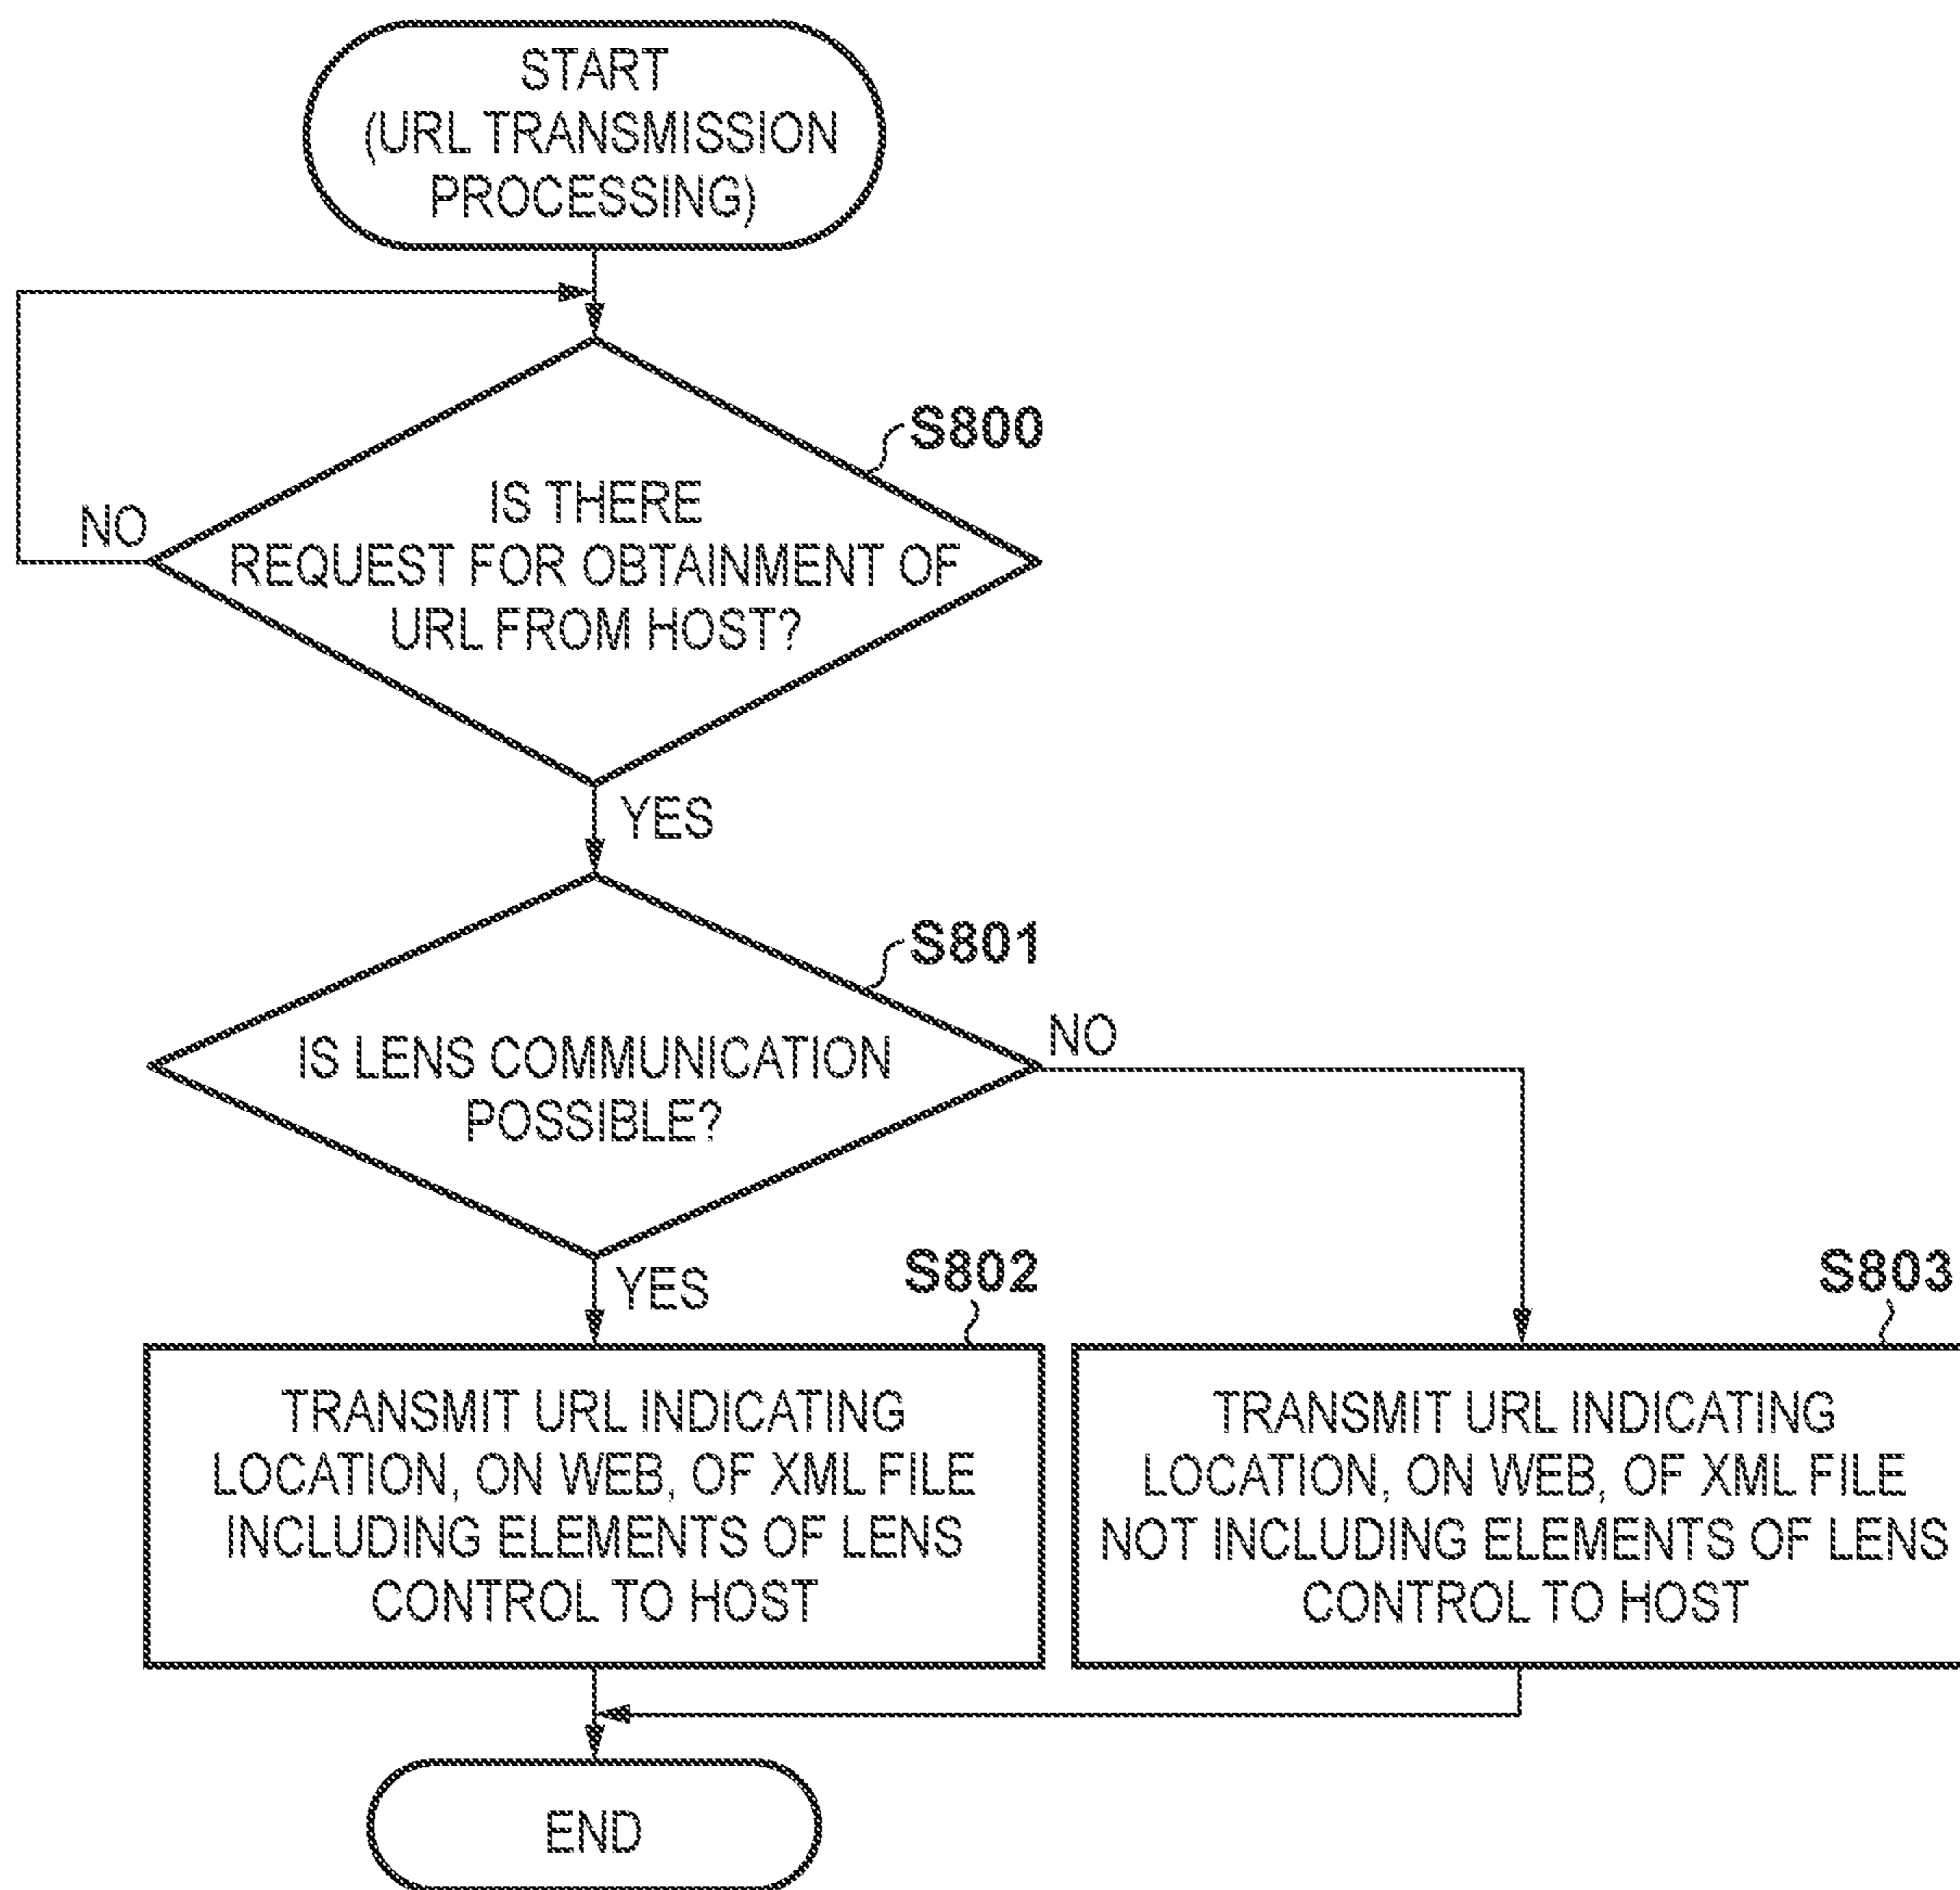 START
(URL TRANSMISSION
PROCESSING)
S800
IS THERE
REQUEST FOR OBTAINMENT OF
URL FROM HOST?
NO
YES
S801
IS LENS COMMUNICATION
POSSIBLE?
NO
YES
S802
TRANSMIT URL INDICATING
LOCATION, ON WEB, OF XML FILE
INCLUDING ELEMENTS OF LENS
CONTROL TO HOST
S803
TRANSMIT URL INDICATING
LOCATION, ON WEB, OF XML FILE
NOT INCLUDING ELEMENTS OF LENS
CONTROL TO HOST
END